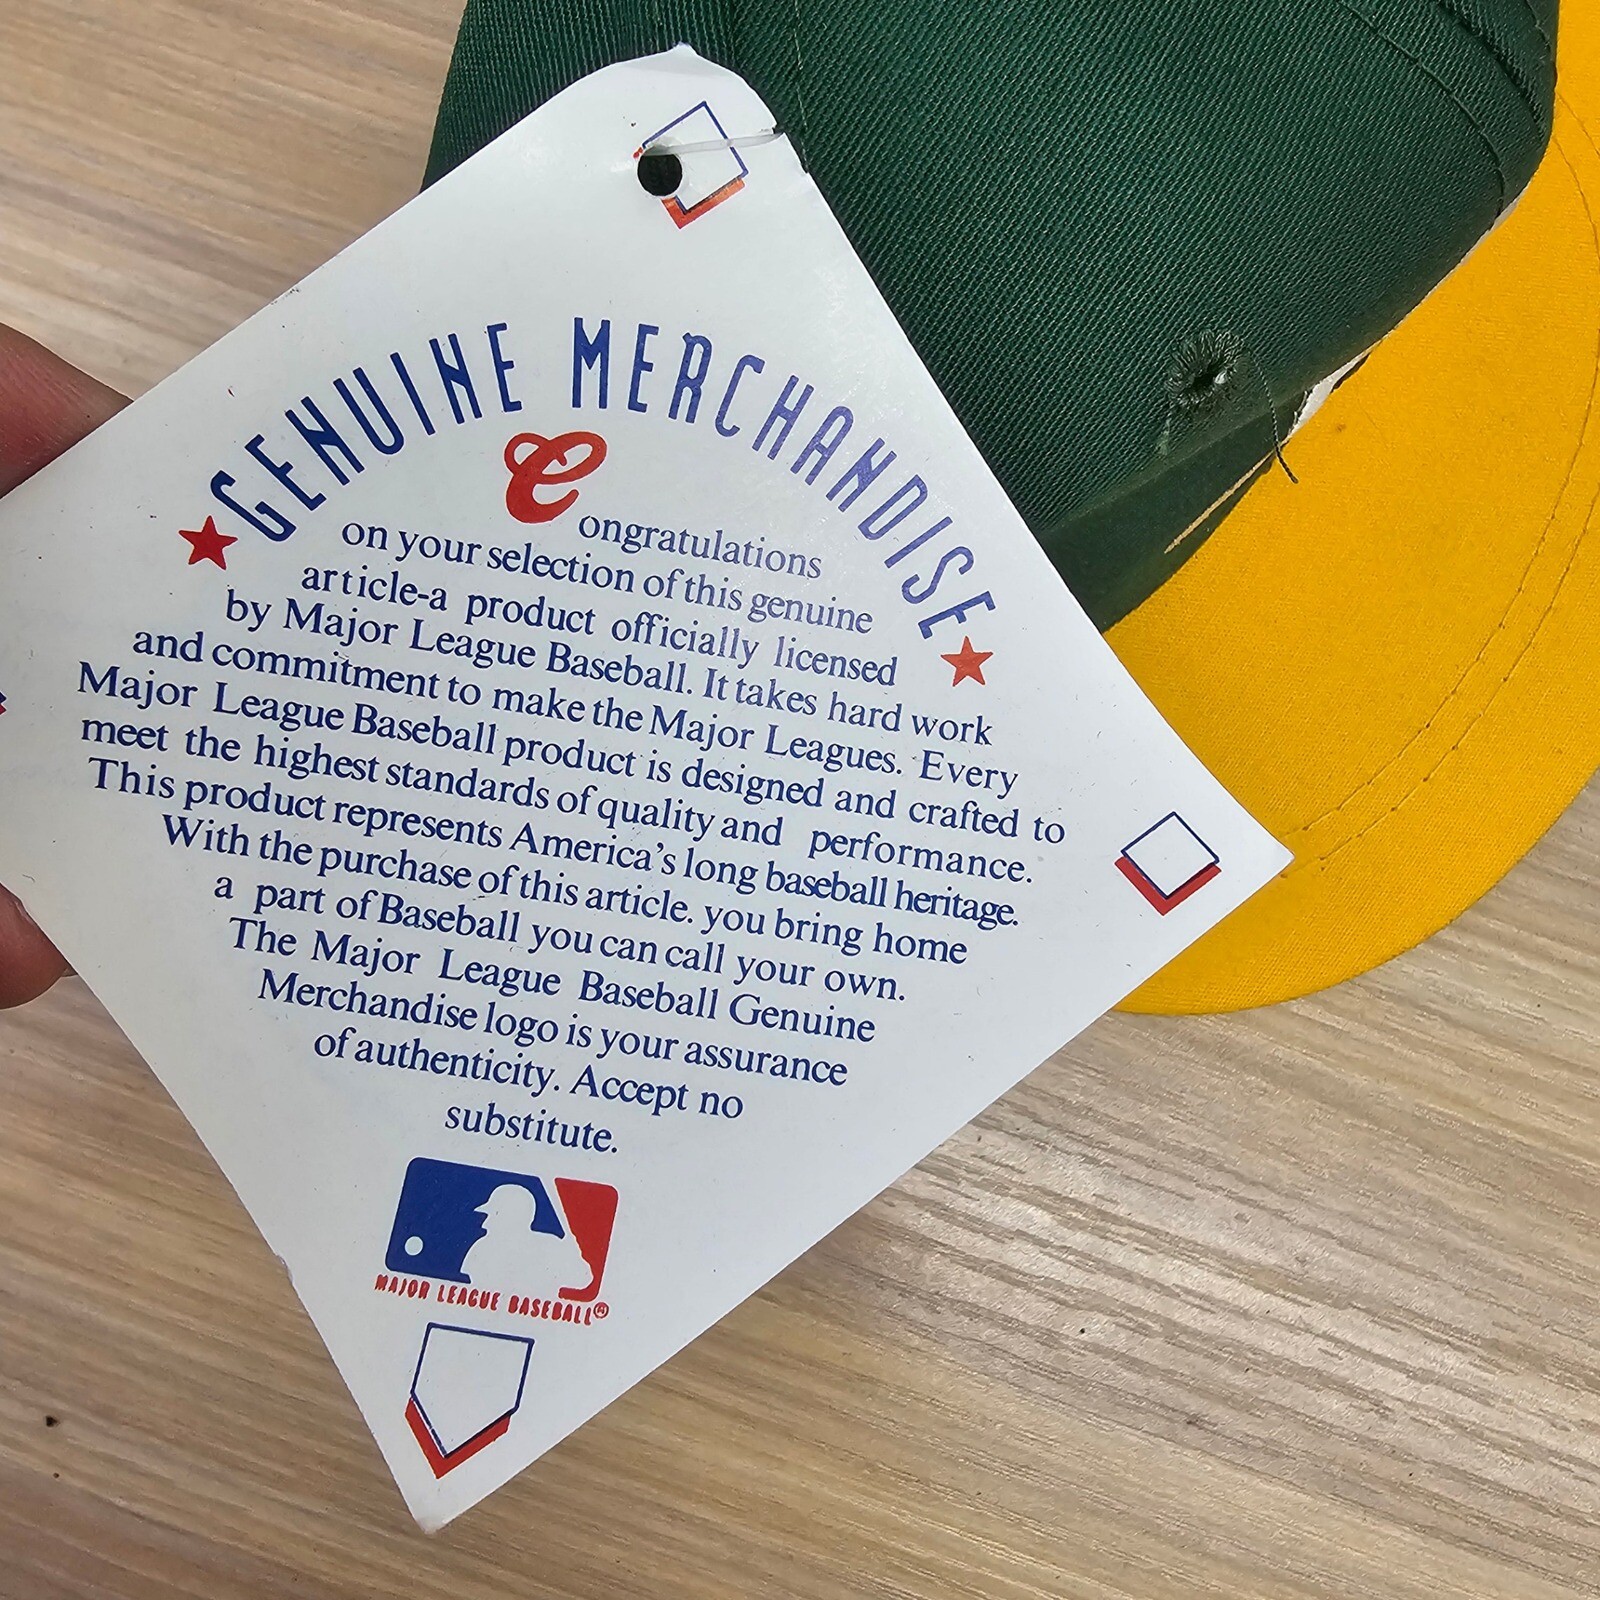 GENUINE MERCHANDISE
Congratulations
on your selection of this genuine
article-a product officially licensed
by Major League Baseball. It takes hard work
and commitment to make the Major Leagues. Every
Major League Baseball product is designed and crafted to
meet the highest standards of quality and performance.
This product represents America's long baseball heritage.
With the purchase of this article. you bring home
a part of Baseball you can call your own.
The Major League Baseball Genuine
Merchandise logo is your assurance
of authenticity. Accept no
substitute.
MAJOR LEAGUE BASEBALL®